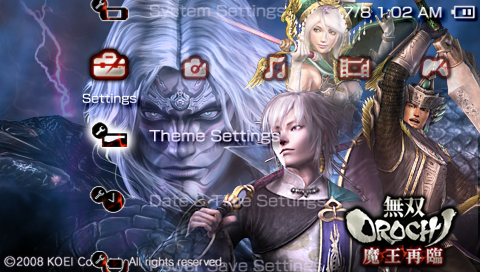 System Settings
7/8 1:02 AM
Settings
Theme Settings
Date & Time Settings
無双
OROCHI
魔王再臨
©2008 KOEI Co. All rights reserved.
Save Settings